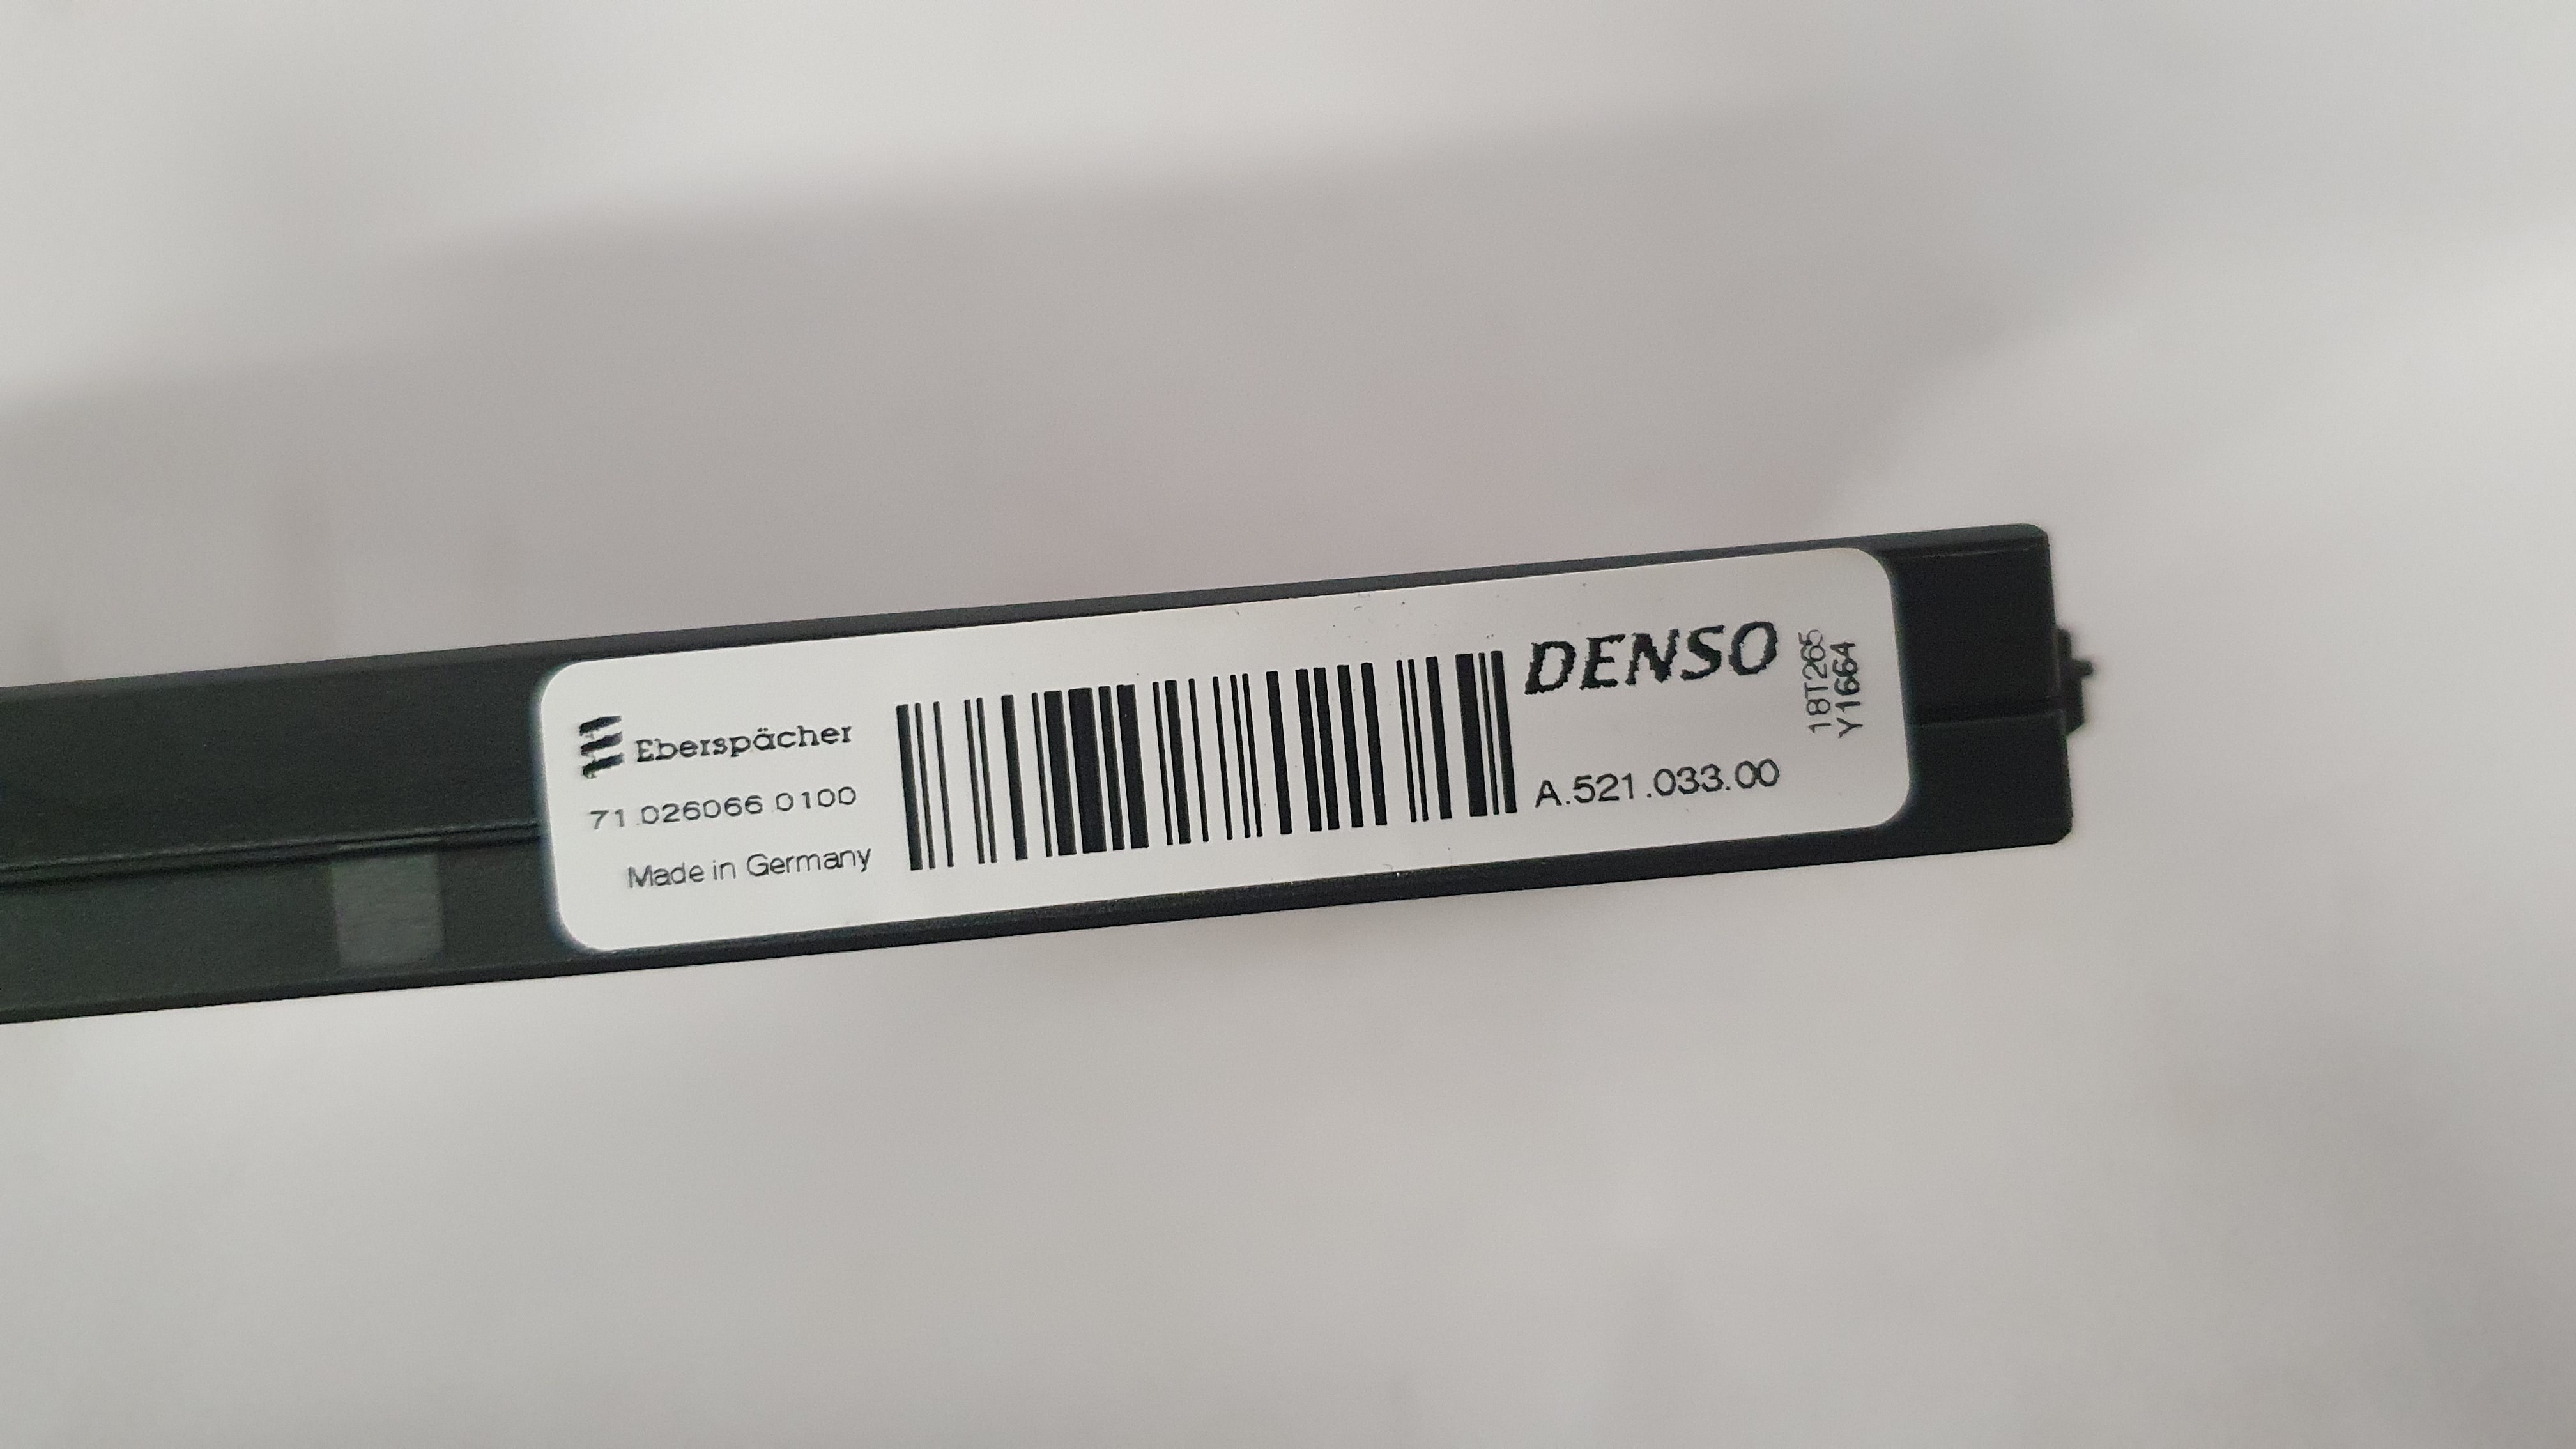 Eberspächer
71.026066 0100
Made in Germany
DENSO
A.521.033.00
18T265
Y1664